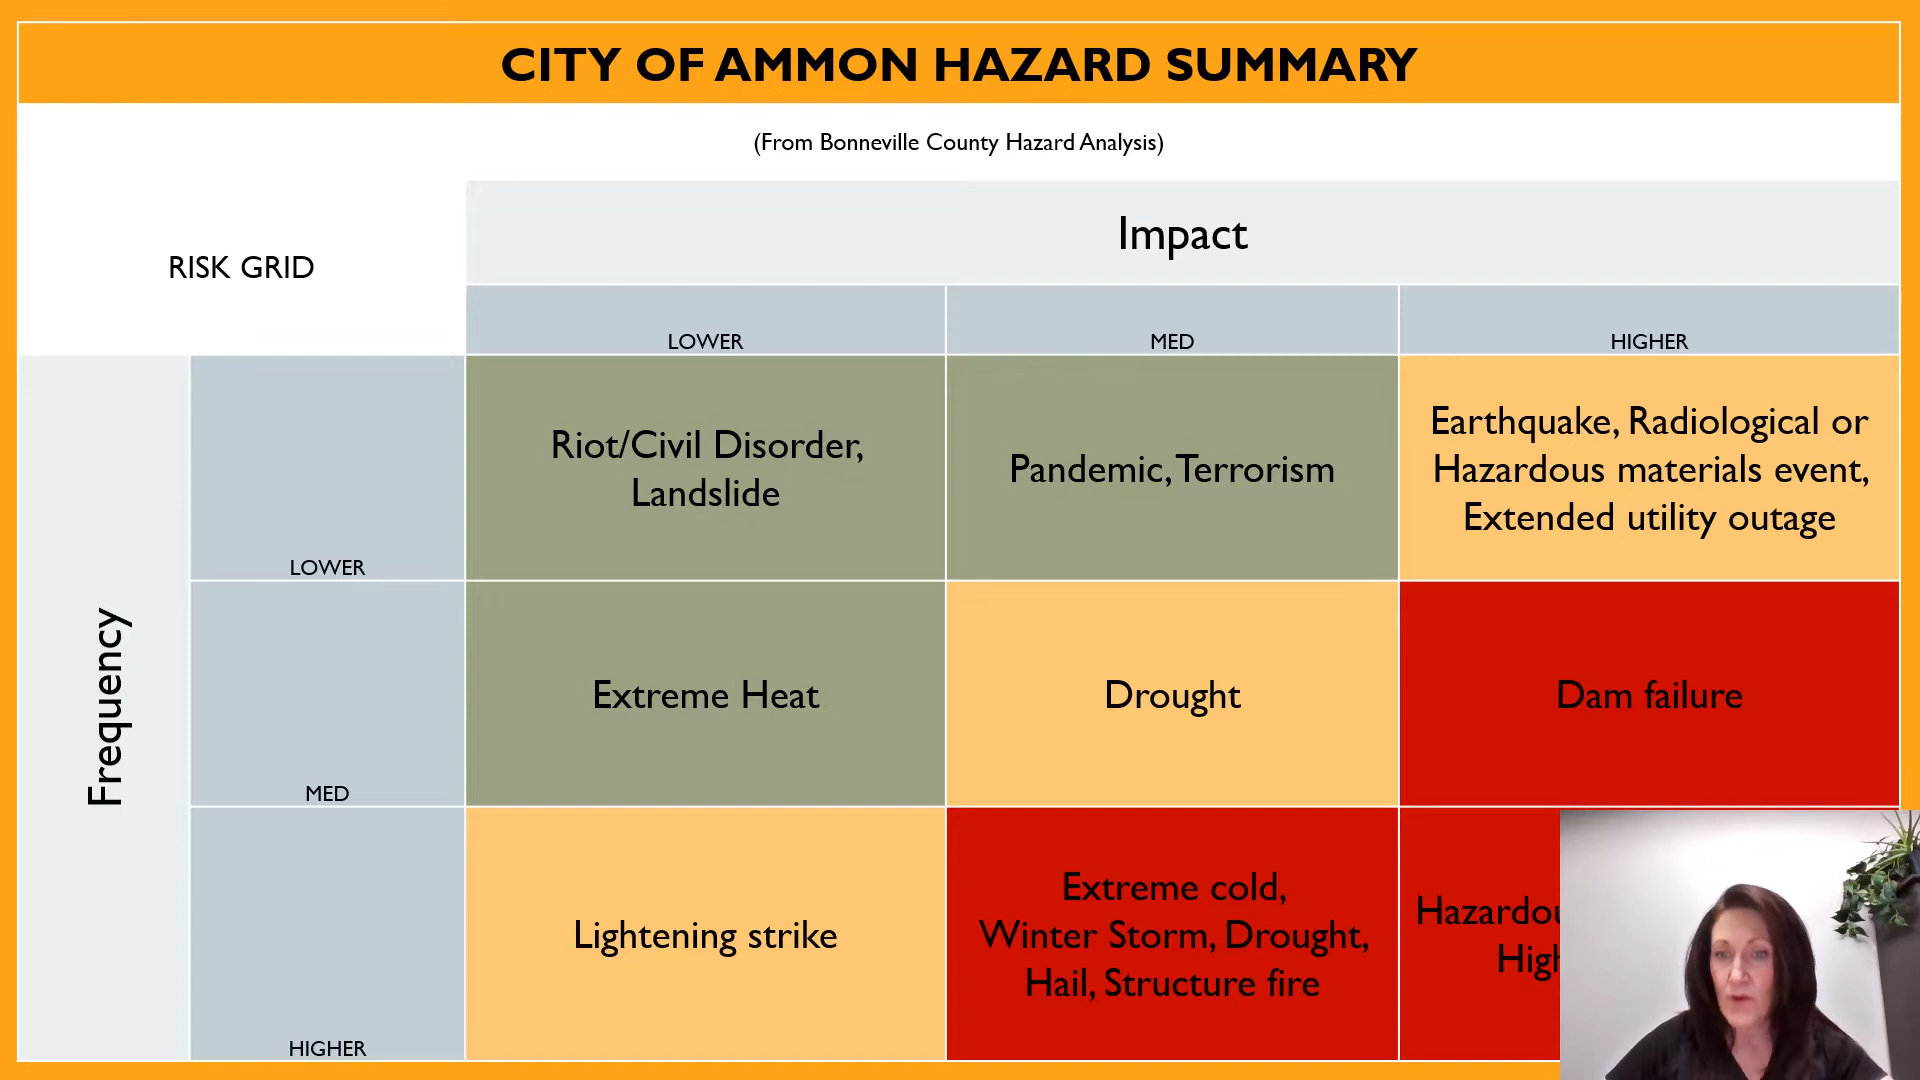 CITY OF AMMON HAZARD SUMMARY
(From Bonneville County Hazard Analysis)
RISK GRID
Impact
LOWER
MED
HIGHER
Frequency
LOWER
Riot/Civil Disorder,
Landslide
Pandemic, Terrorism
Earthquake, Radiological or
Hazardous materials event,
Extended utility outage
MED
Extreme Heat
Drought
Dam failure
HIGHER
Lightening strike
Extreme cold,
Winter Storm, Drought,
Hail, Structure fire